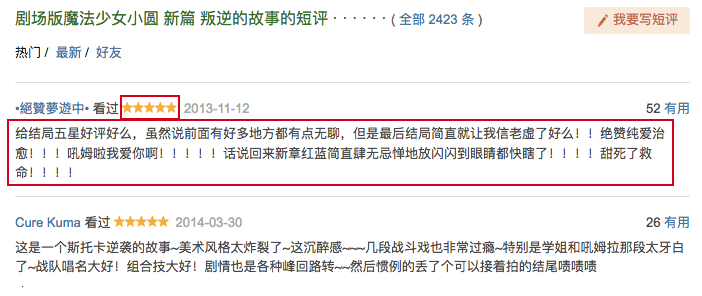 剧场版魔法少女小圆 新篇 叛逆的故事的短评 · · · · · · ( 全部 2423 条 )
我要写短评
热门 / 最新 / 好友
•絕贊夢遊中• 看过 ★★★★★ 2013-11-12
52 有用
给结局五星好评好么，虽然说前面有好多地方都有点无聊，但是最后结局简直就让我信老虚了好么！！绝赞纯爱治
愈！！！吼姆啦我爱你啊！！！！！话说回来新章红蓝简直肆无忌惮地放闪闪到眼睛都快瞎了！！！！甜死了救
命！！！！
Cure Kuma 看过 ★★★★★ 2014-03-30
26 有用
这是一个斯托卡逆袭的故事~美术风格太炸裂了~这沉醉感~~~几段战斗戏也非常过瘾~特别是学姐和吼姆拉那段太牙白
了~战队唱名大好！组合技大好！剧情也是各种峰回路转~~然后惯例的丢了个可以接着拍的结尾啧啧啧